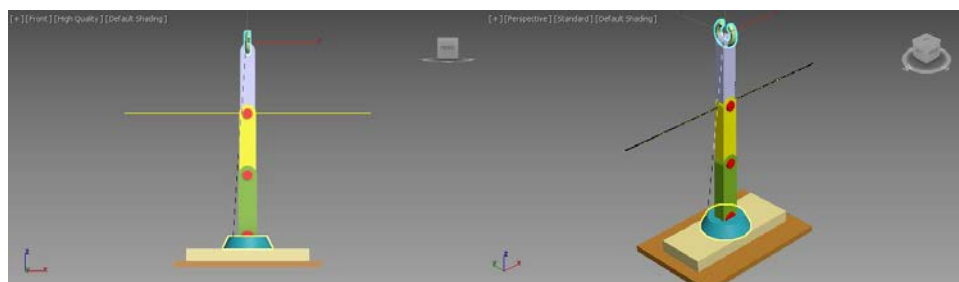 [+] [Front] [High Quality] [Default Shading]
[+] [Perspective] [Standard] [Default Shading]